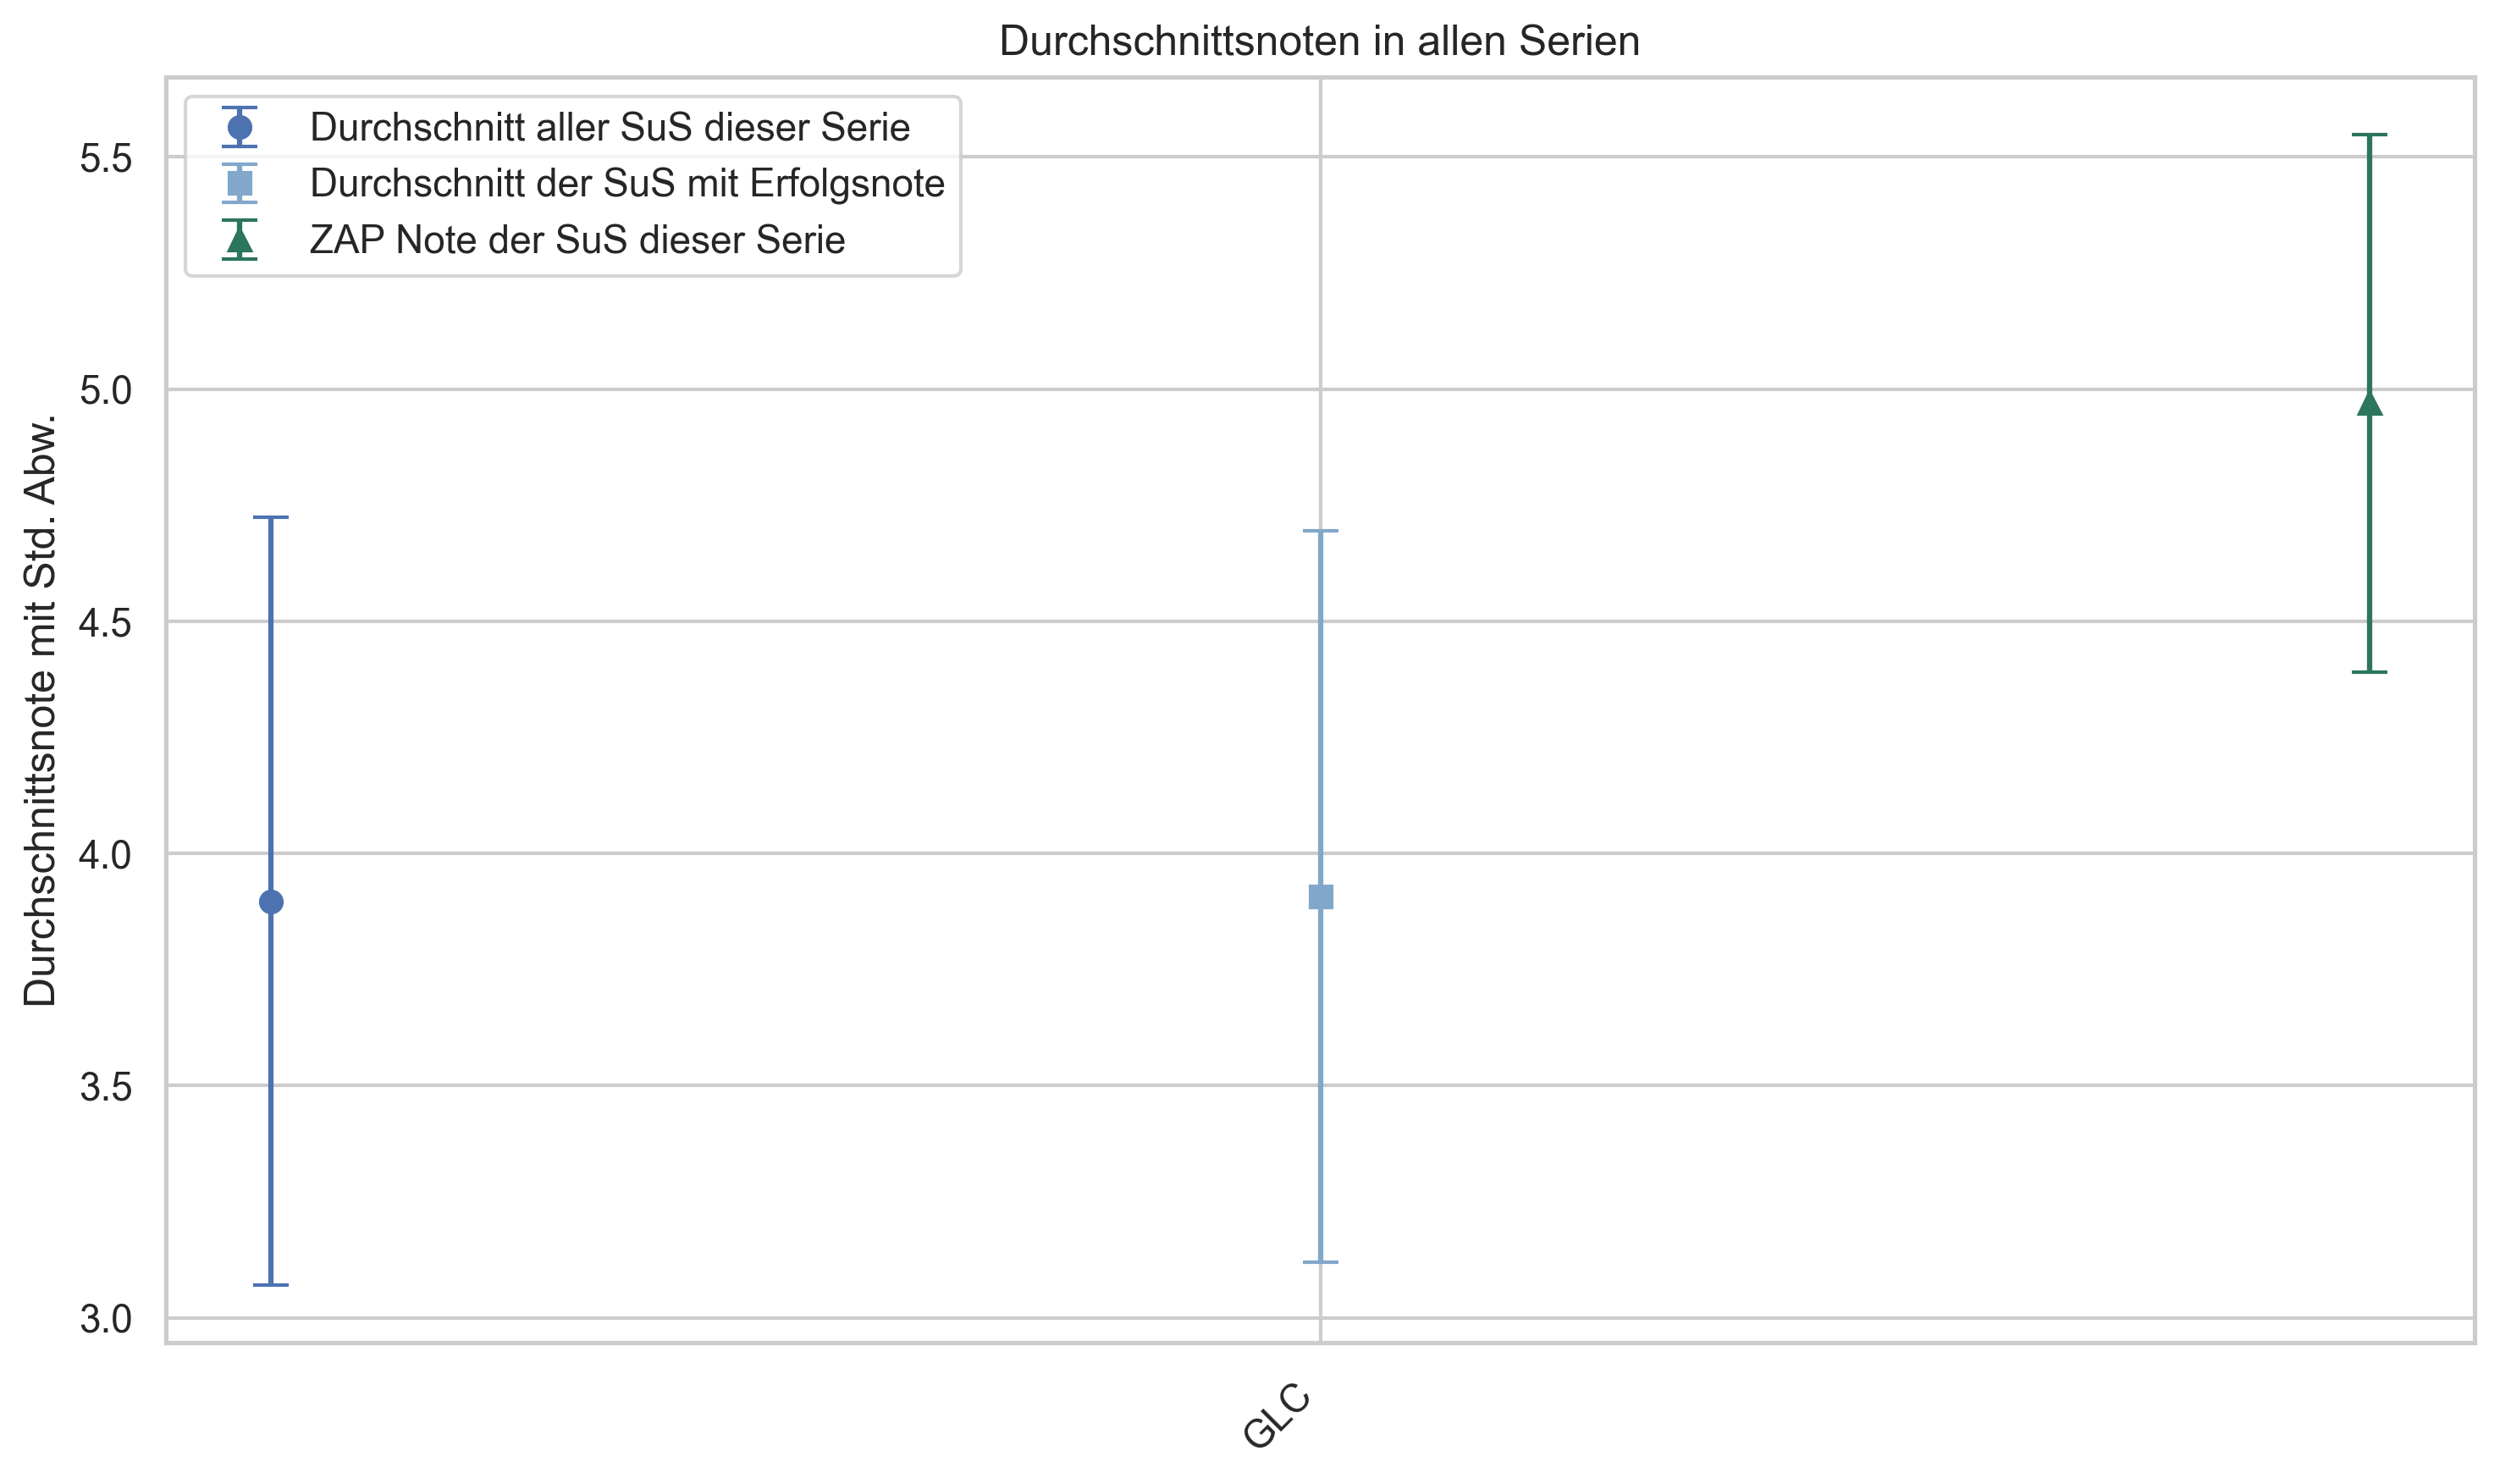 Durchschnittsnoten in allen Serien
Durchschnitt aller SuS dieser Serie
Durchschnitt der SuS mit Erfolgsnote
ZAP Note der SuS dieser Serie
Durchschnittsnote mit Std. Abw.
5.5
5.0
4.5
4.0
3.5
3.0
GLC